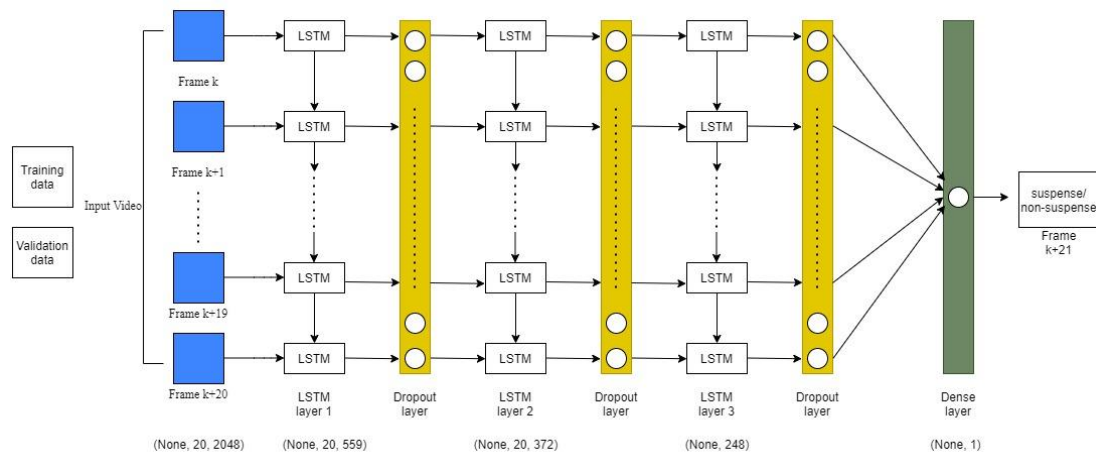 Training
data
Validation
data
Input Video
Frame k
Frame k+1
Frame k+19
Frame k+20
LSTM
LSTM
LSTM
LSTM
LSTM
LSTM
LSTM
LSTM
LSTM
LSTM
LSTM
LSTM
suspense/
non-suspense
Frame
k+21
LSTM
layer 1
Dropout
layer
LSTM
layer 2
Dropout
layer
LSTM
layer 3
Dropout
layer
Dense
layer
(None, 20, 2048)
(None, 20, 559)
(None, 20, 372)
(None, 248)
(None, 1)